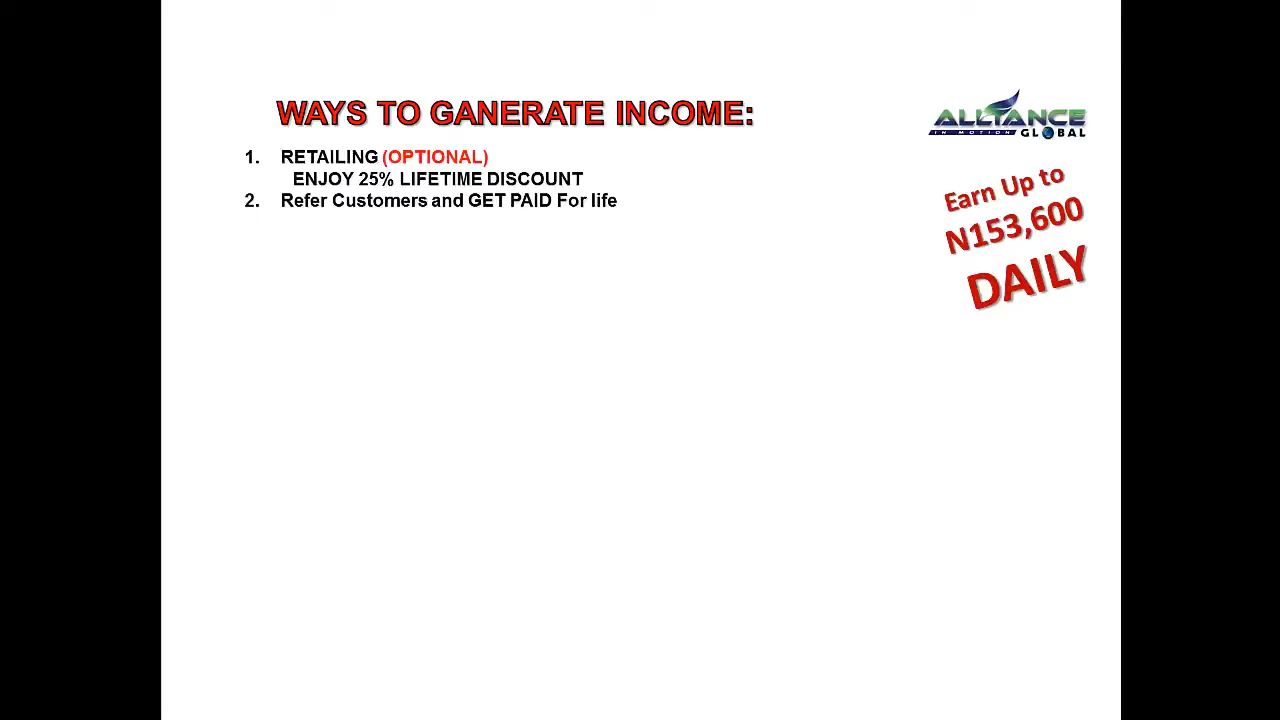 WAYS TO GANERATE INCOME:
1. RETAILING (OPTIONAL)
ENJOY 25% LIFETIME DISCOUNT
2. Refer Customers and GET PAID For life
ALLIANCE
IN MOTION GLOBAL
Earn Up to
N153,600
DAILY